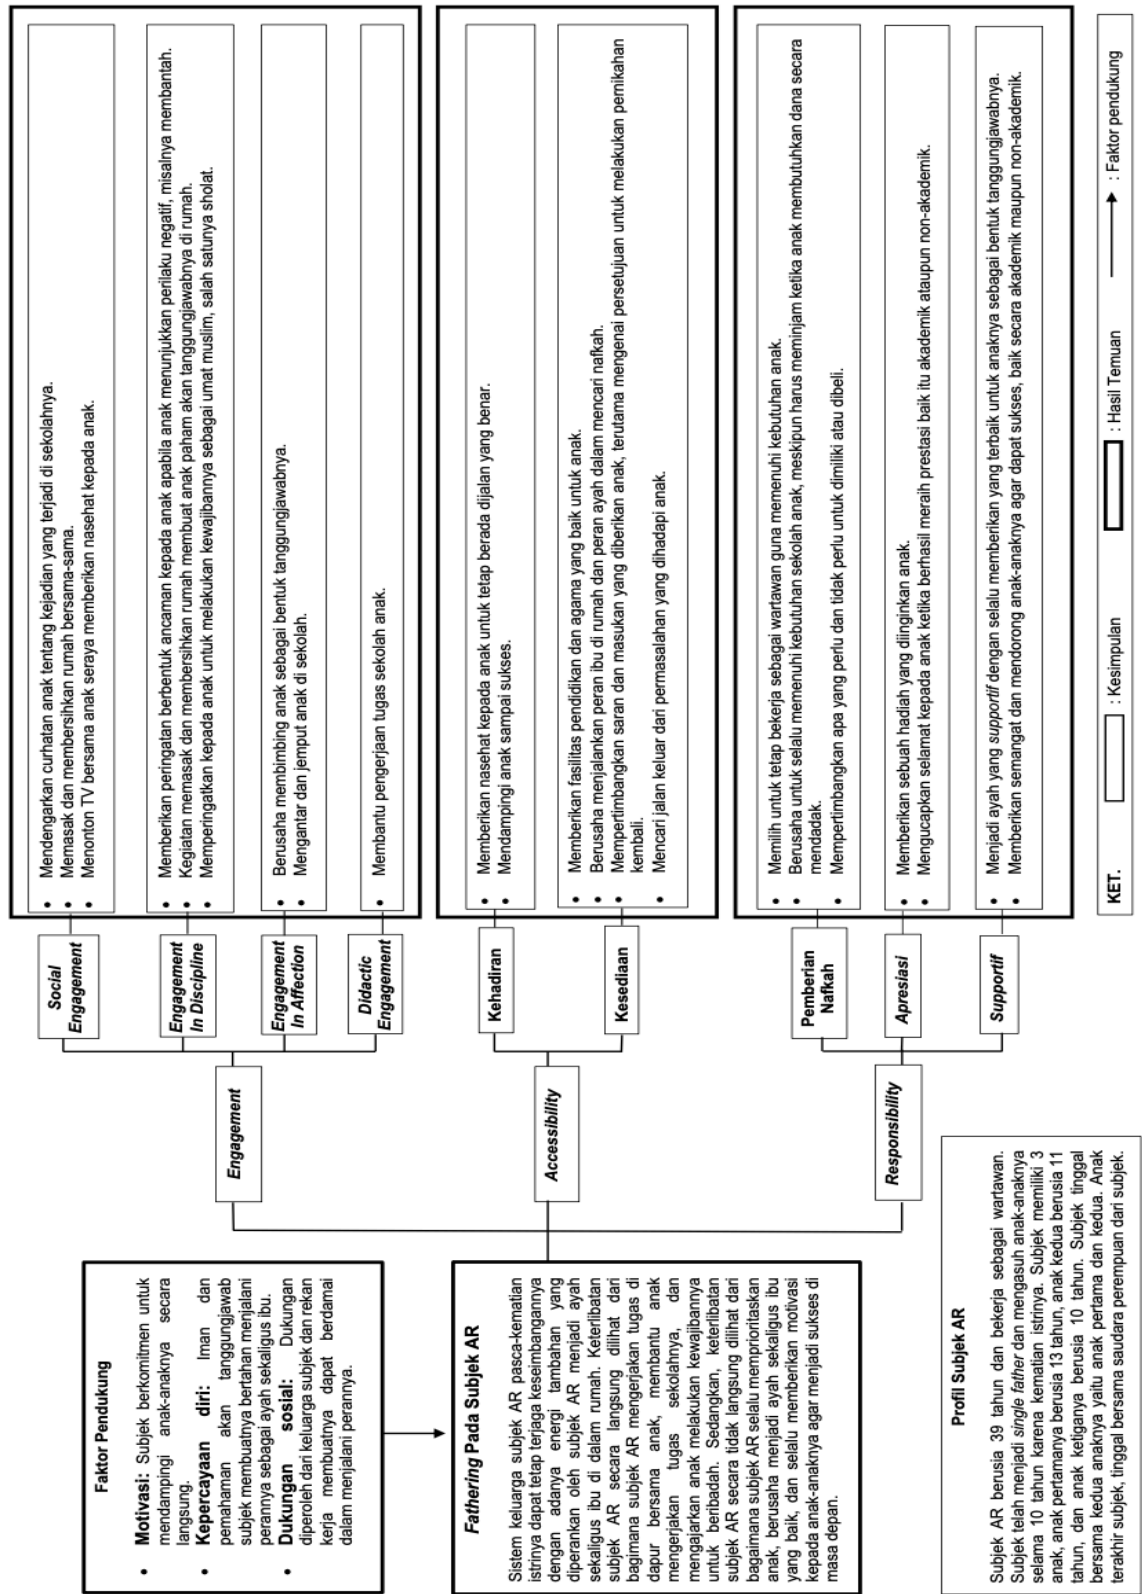 Faktor Pendukung
• Motivasi: Subjek berkomitmen untuk
mendampingi anak-anaknya secara
langsung.
• Kepercayaan diri: Iman dan
pemahaman akan tanggungjawab
subjek membuatnya bertahan menjalani
perannya sebagai ayah sekaligus ibu.
• Dukungan sosial: Dukungan
diperoleh dari keluarga subjek dan rekan
kerja membuatnya dapat berdamai
dalam menjalani perannya.
Fathering Pada Subjek AR
Sistem keluarga subjek AR pasca-kematian
istrinya dapat tetap terjaga keseimbangannya
dengan adanya energi tambahan yang
diperankan oleh subjek AR menjadi ayah
sekaligus ibu di dalam rumah. Keterlibatan
subjek AR secara langsung dilihat dari
bagimana subjek AR mengerjakan tugas di
dapur bersama anak, membantu anak
mengerjakan tugas sekolahnya, dan
mengajarkan anak melakukan kewajibannya
untuk beribadah. Sedangkan, keterlibatan
subjek AR secara tidak langsung dilihat dari
bagaimana subjek AR selalu memprioritaskan
anak, berusaha menjadi ayah sekaligus ibu
yang baik, dan selalu memberikan motivasi
kepada anak-anaknya agar menjadi sukses di
masa depan.
Profil Subjek AR
Subjek AR berusia 39 tahun dan bekerja sebagai wartawan.
Subjek telah menjadi single father dan mengasuh anak-anaknya
selama 10 tahun karena kematian istrinya. Subjek memiliki 3
anak, anak pertamanya berusia 13 tahun, anak kedua berusia 11
tahun, dan anak ketiganya berusia 10 tahun. Subjek tinggal
bersama kedua anaknya yaitu anak pertama dan kedua. Anak
terakhir subjek, tinggal bersama saudara perempuan dari subjek.
Engagement
Social
Engagement
• Mendengarkan curhatan anak tentang kejadian yang terjadi di sekolahnya.
• Memasak dan membersihkan rumah bersama-sama.
• Menonton TV bersama anak seraya memberikan nasehat kepada anak.
Engagement
In Discipline
• Memberikan peringatan berbentuk ancaman kepada anak apabila anak menunjukkan perilaku negatif, misalnya membantah.
• Kegiatan memasak dan membersihkan rumah membuat anak paham akan tanggungjawabnya di rumah.
• Memperingatkan kepada anak untuk melakukan kewajibannya sebagai umat muslim, salah satunya sholat.
Engagement
In Affection
• Berusaha membimbing anak sebagai bentuk tanggungjawabnya.
• Mengantar dan jemput anak di sekolah.
Didactic
Engagement
• Membantu pengerjaan tugas sekolah anak.
Accessibility
Kehadiran
• Memberikan nasehat kepada anak untuk tetap berada dijalan yang benar.
• Mendampingi anak sampai sukses.
Kesediaan
• Memberikan fasilitas pendidikan dan agama yang baik untuk anak.
• Berusaha menjalankan peran ibu di rumah dan peran ayah dalam mencari nafkah.
• Mempertimbangkan saran dan masukan yang diberikan anak, terutama mengenai persetujuan untuk melakukan pernikahan
kembali.
• Mencari jalan keluar dari permasalahan yang dihadapi anak.
Responsibility
Pemberian
Nafkah
• Memilih untuk tetap bekerja sebagai wartawan guna memenuhi kebutuhan anak.
• Berusaha untuk selalu memenuhi kebutuhan sekolah anak, meskipun harus meminjam ketika anak membutuhkan dana secara
mendadak.
• Mempertimbangkan apa yang perlu dan tidak perlu untuk dimiliki atau dibeli.
Apresiasi
• Memberikan sebuah hadiah yang diinginkan anak.
• Mengucapkan selamat kepada anak ketika berhasil meraih prestasi baik itu akademik ataupun non-akademik.
Supportif
• Menjadi ayah yang supportif dengan selalu memberikan yang terbaik untuk anaknya sebagai bentuk tanggungjawabnya.
• Memberikan semangat dan mendorong anak-anaknya agar dapat sukses, baik secara akademik maupun non-akademik.
KET. : Kesimpulan : Hasil Temuan : Faktor pendukung